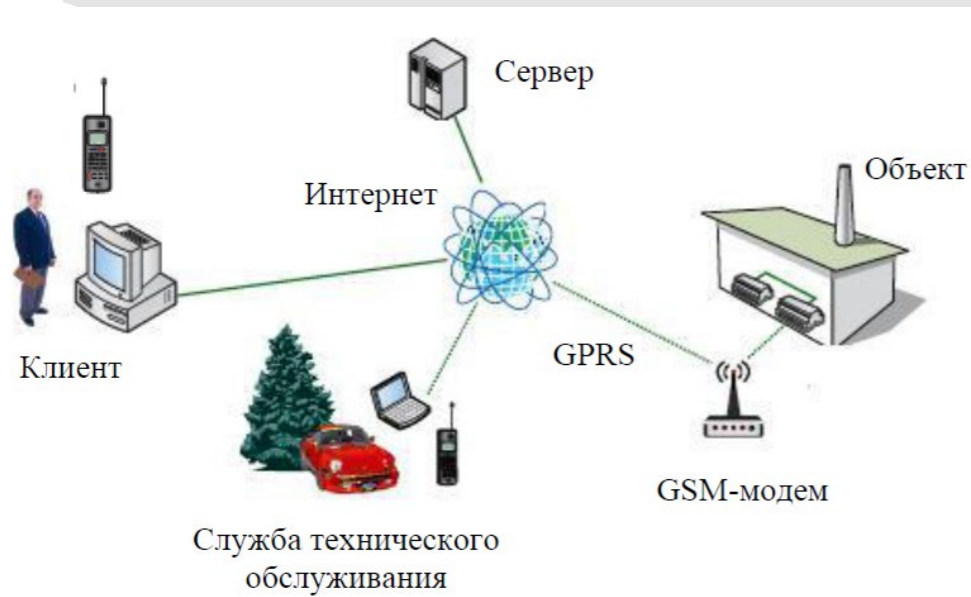 Сервер
Объект
Интернет
Клиент
GPRS
GSM-модем
Служба технического
обслуживания